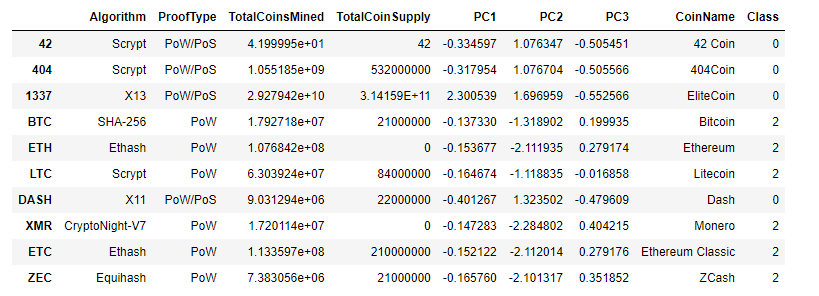 Algorithm ProofType TotalCoinsMined TotalCoinSupply PC1 PC2 PC3 CoinName Class
42 Scrypt PoW/PoS 4.199995e+01 42 -0.334597 1.076347 -0.505451 42 Coin 0
404 Scrypt PoW/PoS 1.055185e+09 532000000 -0.317954 1.076704 -0.505566 404Coin 0
1337 X13 PoW/PoS 2.927942e+10 3.14159E+11 2.300539 1.696959 -0.552566 EliteCoin 0
BTC SHA-256 PoW 1.792718e+07 21000000 -0.137330 -1.318902 0.199935 Bitcoin 2
ETH Ethash PoW 1.076842e+08 0 -0.153677 -2.111935 0.279174 Ethereum 2
LTC Scrypt PoW 6.303924e+07 84000000 -0.164674 -1.118835 -0.016858 Litecoin 2
DASH X11 PoW/PoS 9.031294e+06 22000000 -0.401267 1.323502 -0.479609 Dash 0
XMR CryptoNight-V7 PoW 1.720114e+07 0 -0.147283 -2.284802 0.404215 Monero 2
ETC Ethash PoW 1.133597e+08 210000000 -0.152122 -2.112014 0.279176 Ethereum Classic 2
ZEC Equihash PoW 7.383056e+06 21000000 -0.165760 -2.101317 0.351852 ZCash 2